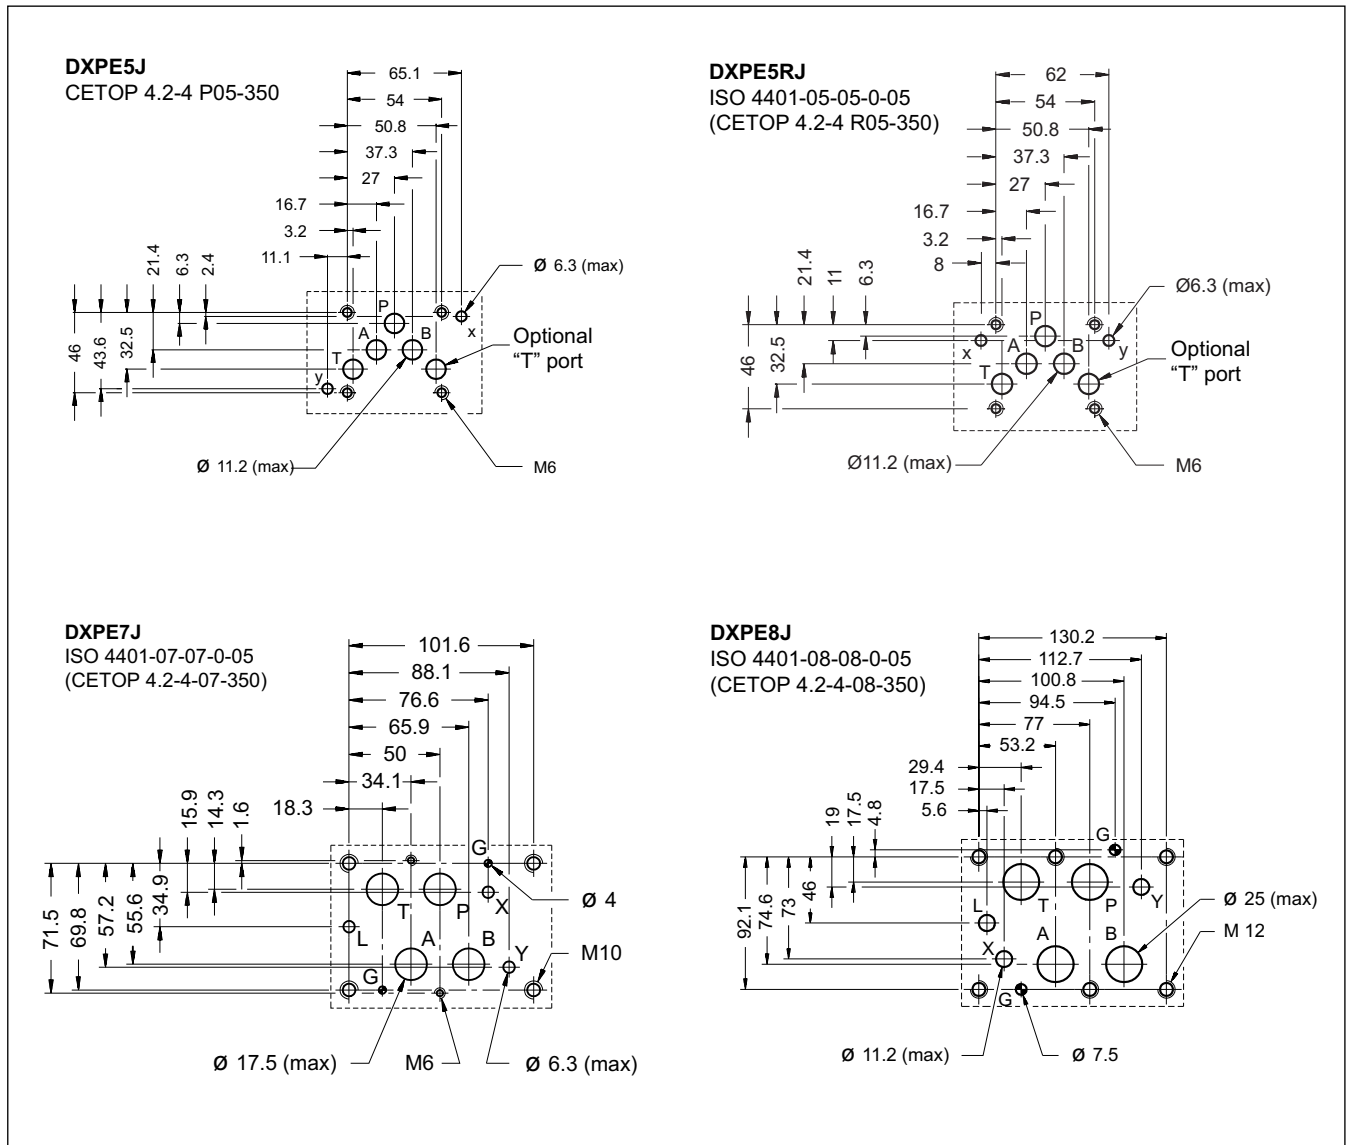 DXPE5J
CETOP 4.2-4 P05-350
65.1
54
50.8
37.3
27
16.7
3.2
11.1
21.4
6.3
2.4
46
43.6
32.5
Ø 6.3 (max)
P
x
A
B
T
y
Optional
“T” port
Ø 11.2 (max)
M6
DXPE5RJ
ISO 4401-05-05-0-05
(CETOP 4.2-4 R05-350)
62
54
50.8
37.3
27
16.7
3.2
8
21.4
11
6.3
46
32.5
Ø6.3 (max)
P
x
A
B
y
T
Optional
“T” port
Ø11.2 (max)
M6
DXPE7J
ISO 4401-07-07-0-05
(CETOP 4.2-4-07-350)
101.6
88.1
76.6
65.9
50
34.1
18.3
15.9
14.3
1.6
71.5
69.8
57.2
55.6
34.9
G
Ø 4
T
P
X
L
A
B
Y
M10
G
Ø 17.5 (max)
M6
Ø 6.3 (max)
DXPE8J
ISO 4401-08-08-0-05
(CETOP 4.2-4-08-350)
130.2
112.7
100.8
94.5
77
53.2
29.4
17.5
5.6
19
17.5
4.8
92.1
74.6
73
46
G
L
T
P
Y
Ø 25 (max)
X
A
B
M 12
G
Ø 11.2 (max)
Ø 7.5